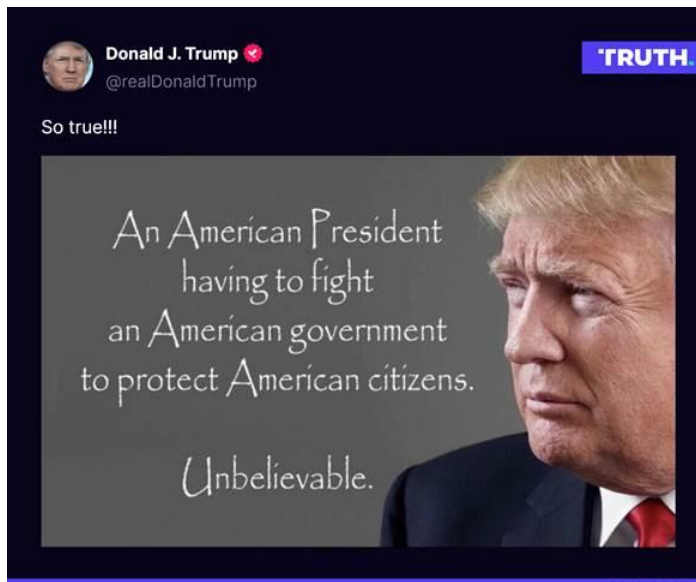 Donald J. Trump
TRUTH.
@realDonaldTrump
So true!!!
An American President
having to fight
an American government
to protect American citizens.
Unbelievable.